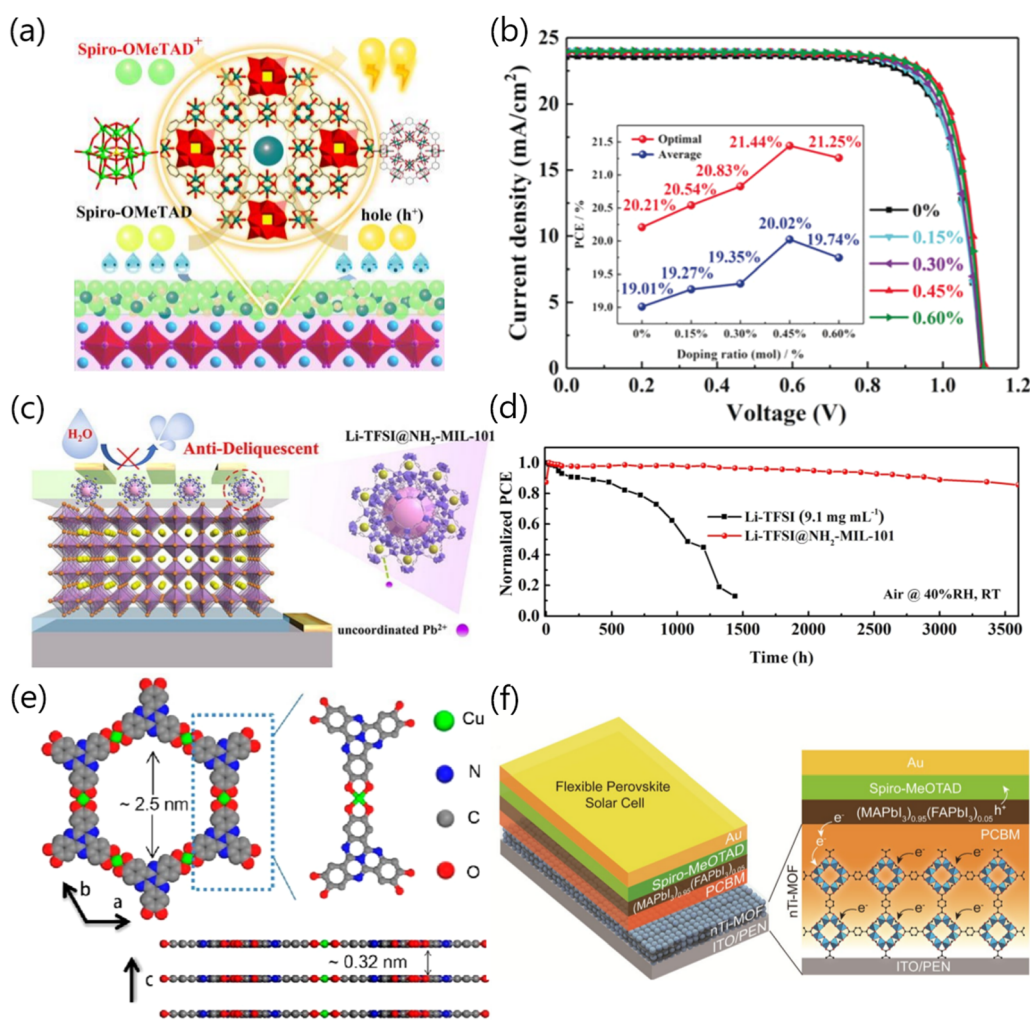 (a)
Spiro-OMeTAD⁺
Spiro-OMeTAD
hole (h⁺)
(b)
Current density (mA/cm²)
25
20
15
10
5
0
0.0
0.2
0.4
0.6
0.8
1.0
1.2
Voltage (V)
0%
0.15%
0.30%
0.45%
0.60%
Optimal
Average
PCE / %
21.5
21.0
20.5
20.0
19.5
19.0
20.21%
20.54%
20.83%
21.44%
21.25%
19.01%
19.27%
19.35%
20.02%
19.74%
0%
0.15%
0.30%
0.45%
0.60%
Doping ratio (mol) / %
(c)
H₂O
Anti-Deliquescent
Li-TFSI@NH₂-MIL-101
uncoordinated Pb²⁺
(d)
Normalized PCE
1.0
0.8
0.6
0.4
0.2
0.0
Li-TFSI (9.1 mg mL⁻¹)
Li-TFSI@NH₂-MIL-101
Air @ 40%RH, RT
0
500
1000
1500
2000
2500
3000
3500
Time (h)
(e)
~ 2.5 nm
b
a
Cu
N
C
O
~ 0.32 nm
c
(f)
Flexible Perovskite
Solar Cell
Au
Spiro-MeOTAD
(MAPbI₃)₀.₉₅(FAPbI₃)₀.₀₅
PCBM
nTi-MOF
ITO/PEN
Au
Spiro-MeOTAD
(MAPbI₃)₀.₉₅(FAPbI₃)₀.₀₅ h⁺
e⁻
PCBM
e⁻
e⁻
e⁻
nTi-MOF
e⁻
e⁻
ITO/PEN